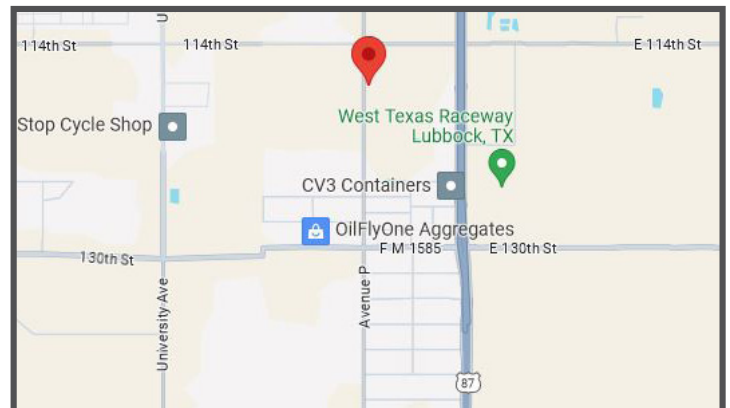 U
114th St
114th St
E 114th St
Stop Cycle Shop
West Texas Raceway
Lubbock, TX
CV3 Containers
OilFlyOne Aggregates
FM 1585
E 130th St
130th St
University Ave
Avenue P
87